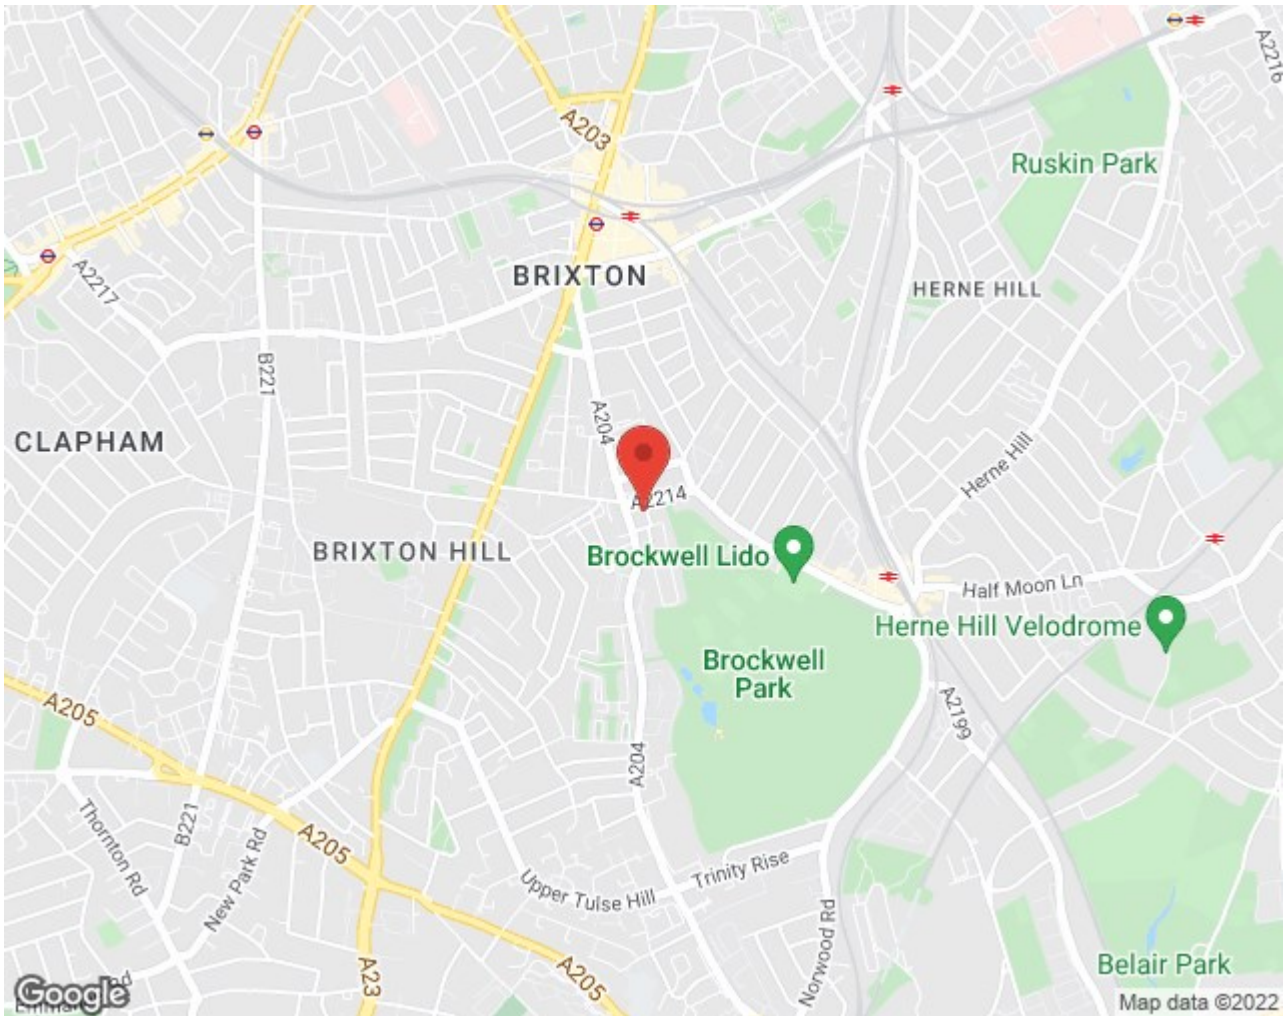 A2216
A203
Ruskin Park
BRIXTON
A2217
HERNE HILL
B221
A204
CLAPHAM
Herne Hill
A2214
BRIXTON HILL
Brockwell Lido
Half Moon Ln
Herne Hill Velodrome
Brockwell
Park
A205
A2199
A204
B221
Thornton Rd
New Park Rd
A205
Trinity Rise
Upper Tulse Hill
Norwood Rd
A23
A205
Belair Park
Rd
Google
Map data ©2022